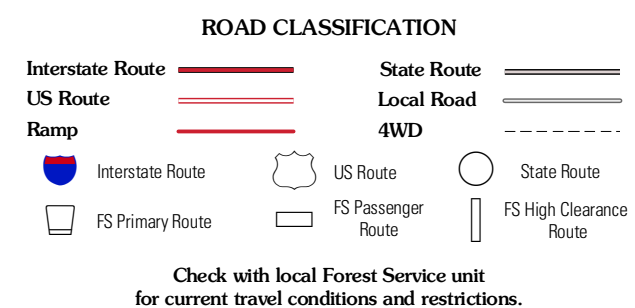 ROAD CLASSIFICATION
Interstate Route
State Route
US Route
Local Road
Ramp
4WD
Interstate Route
US Route
State Route
FS Primary Route
FS Passenger
Route
FS High Clearance
Route
Check with local Forest Service unit
for current travel conditions and restrictions.